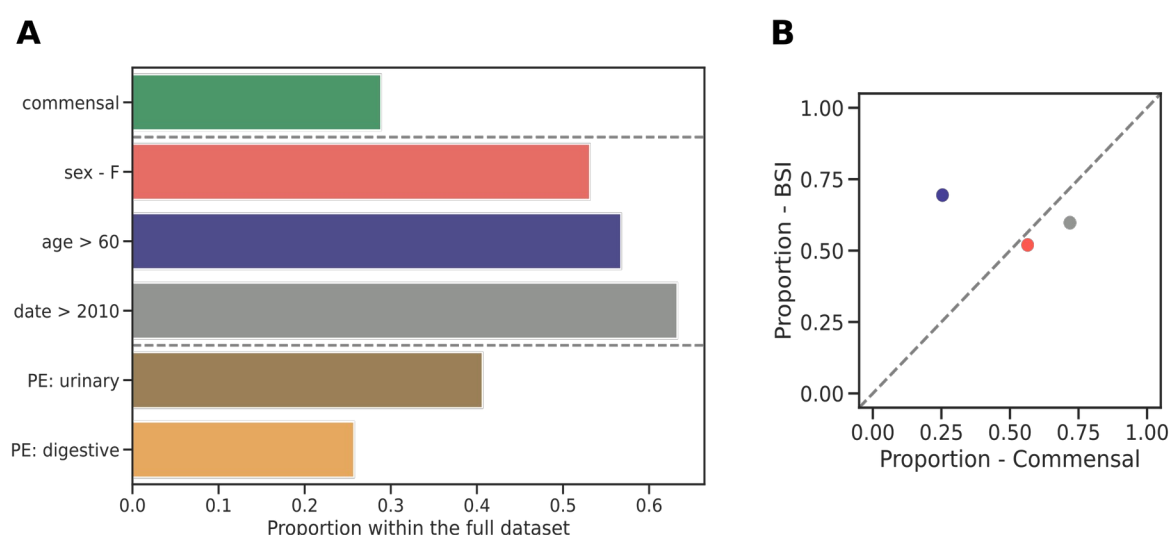 A
commensal
sex - F
age > 60
date > 2010
PE: urinary
PE: digestive
0.0 0.1 0.2 0.3 0.4 0.5 0.6
Proportion within the full dataset
B
Proportion - BSI
1.00
0.75
0.50
0.25
0.00
0.00 0.25 0.50 0.75 1.00
Proportion - Commensal